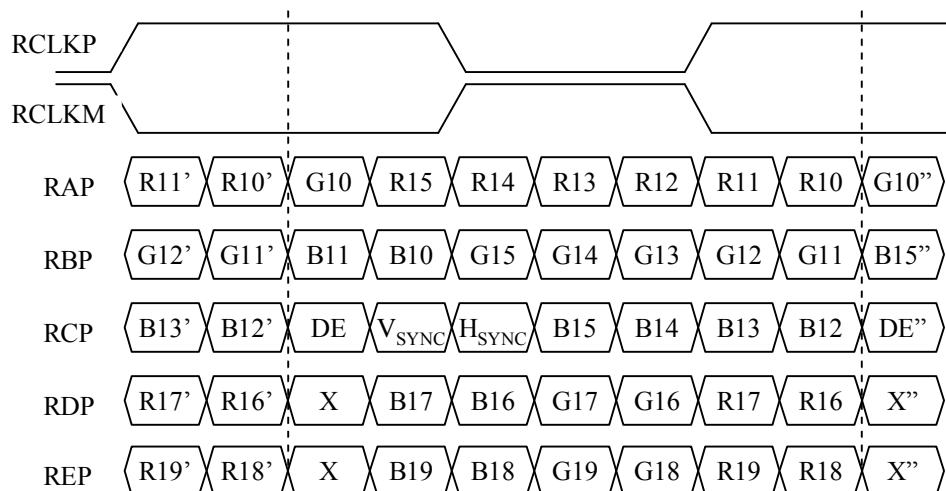 RCLKP
RCLKM
RAP R11’ R10’ G10 R15 R14 R13 R12 R11 R10 G10”
RBP G12’ G11’ B11 B10 G15 G14 G13 G12 G11 B15”
RCP B13’ B12’ DE VSYNC HSYNC B15 B14 B13 B12 DE”
RDP R17’ R16’ X B17 B16 G17 G16 R17 R16 X”
REP R19’ R18’ X B19 B18 G19 G18 R19 R18 X”